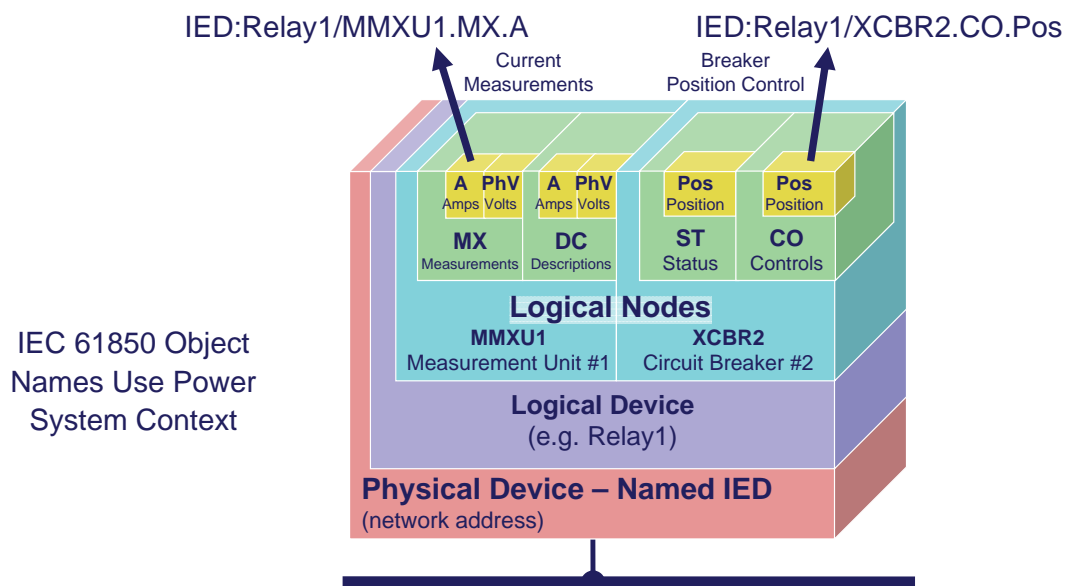 IED:Relay1/MMXU1.MX.A
IED:Relay1/XCBR2.CO.Pos
Current
Measurements
Breaker
Position Control
A PhV
Amps Volts
A PhV
Amps Volts
Pos
Position
Pos
Position
MX
Measurements
DC
Descriptions
ST
Status
CO
Controls
Logical Nodes
MMXU1
Measurement Unit #1
XCBR2
Circuit Breaker #2
IEC 61850 Object
Names Use Power
System Context
Logical Device
(e.g. Relay1)
Physical Device – Named IED
(network address)